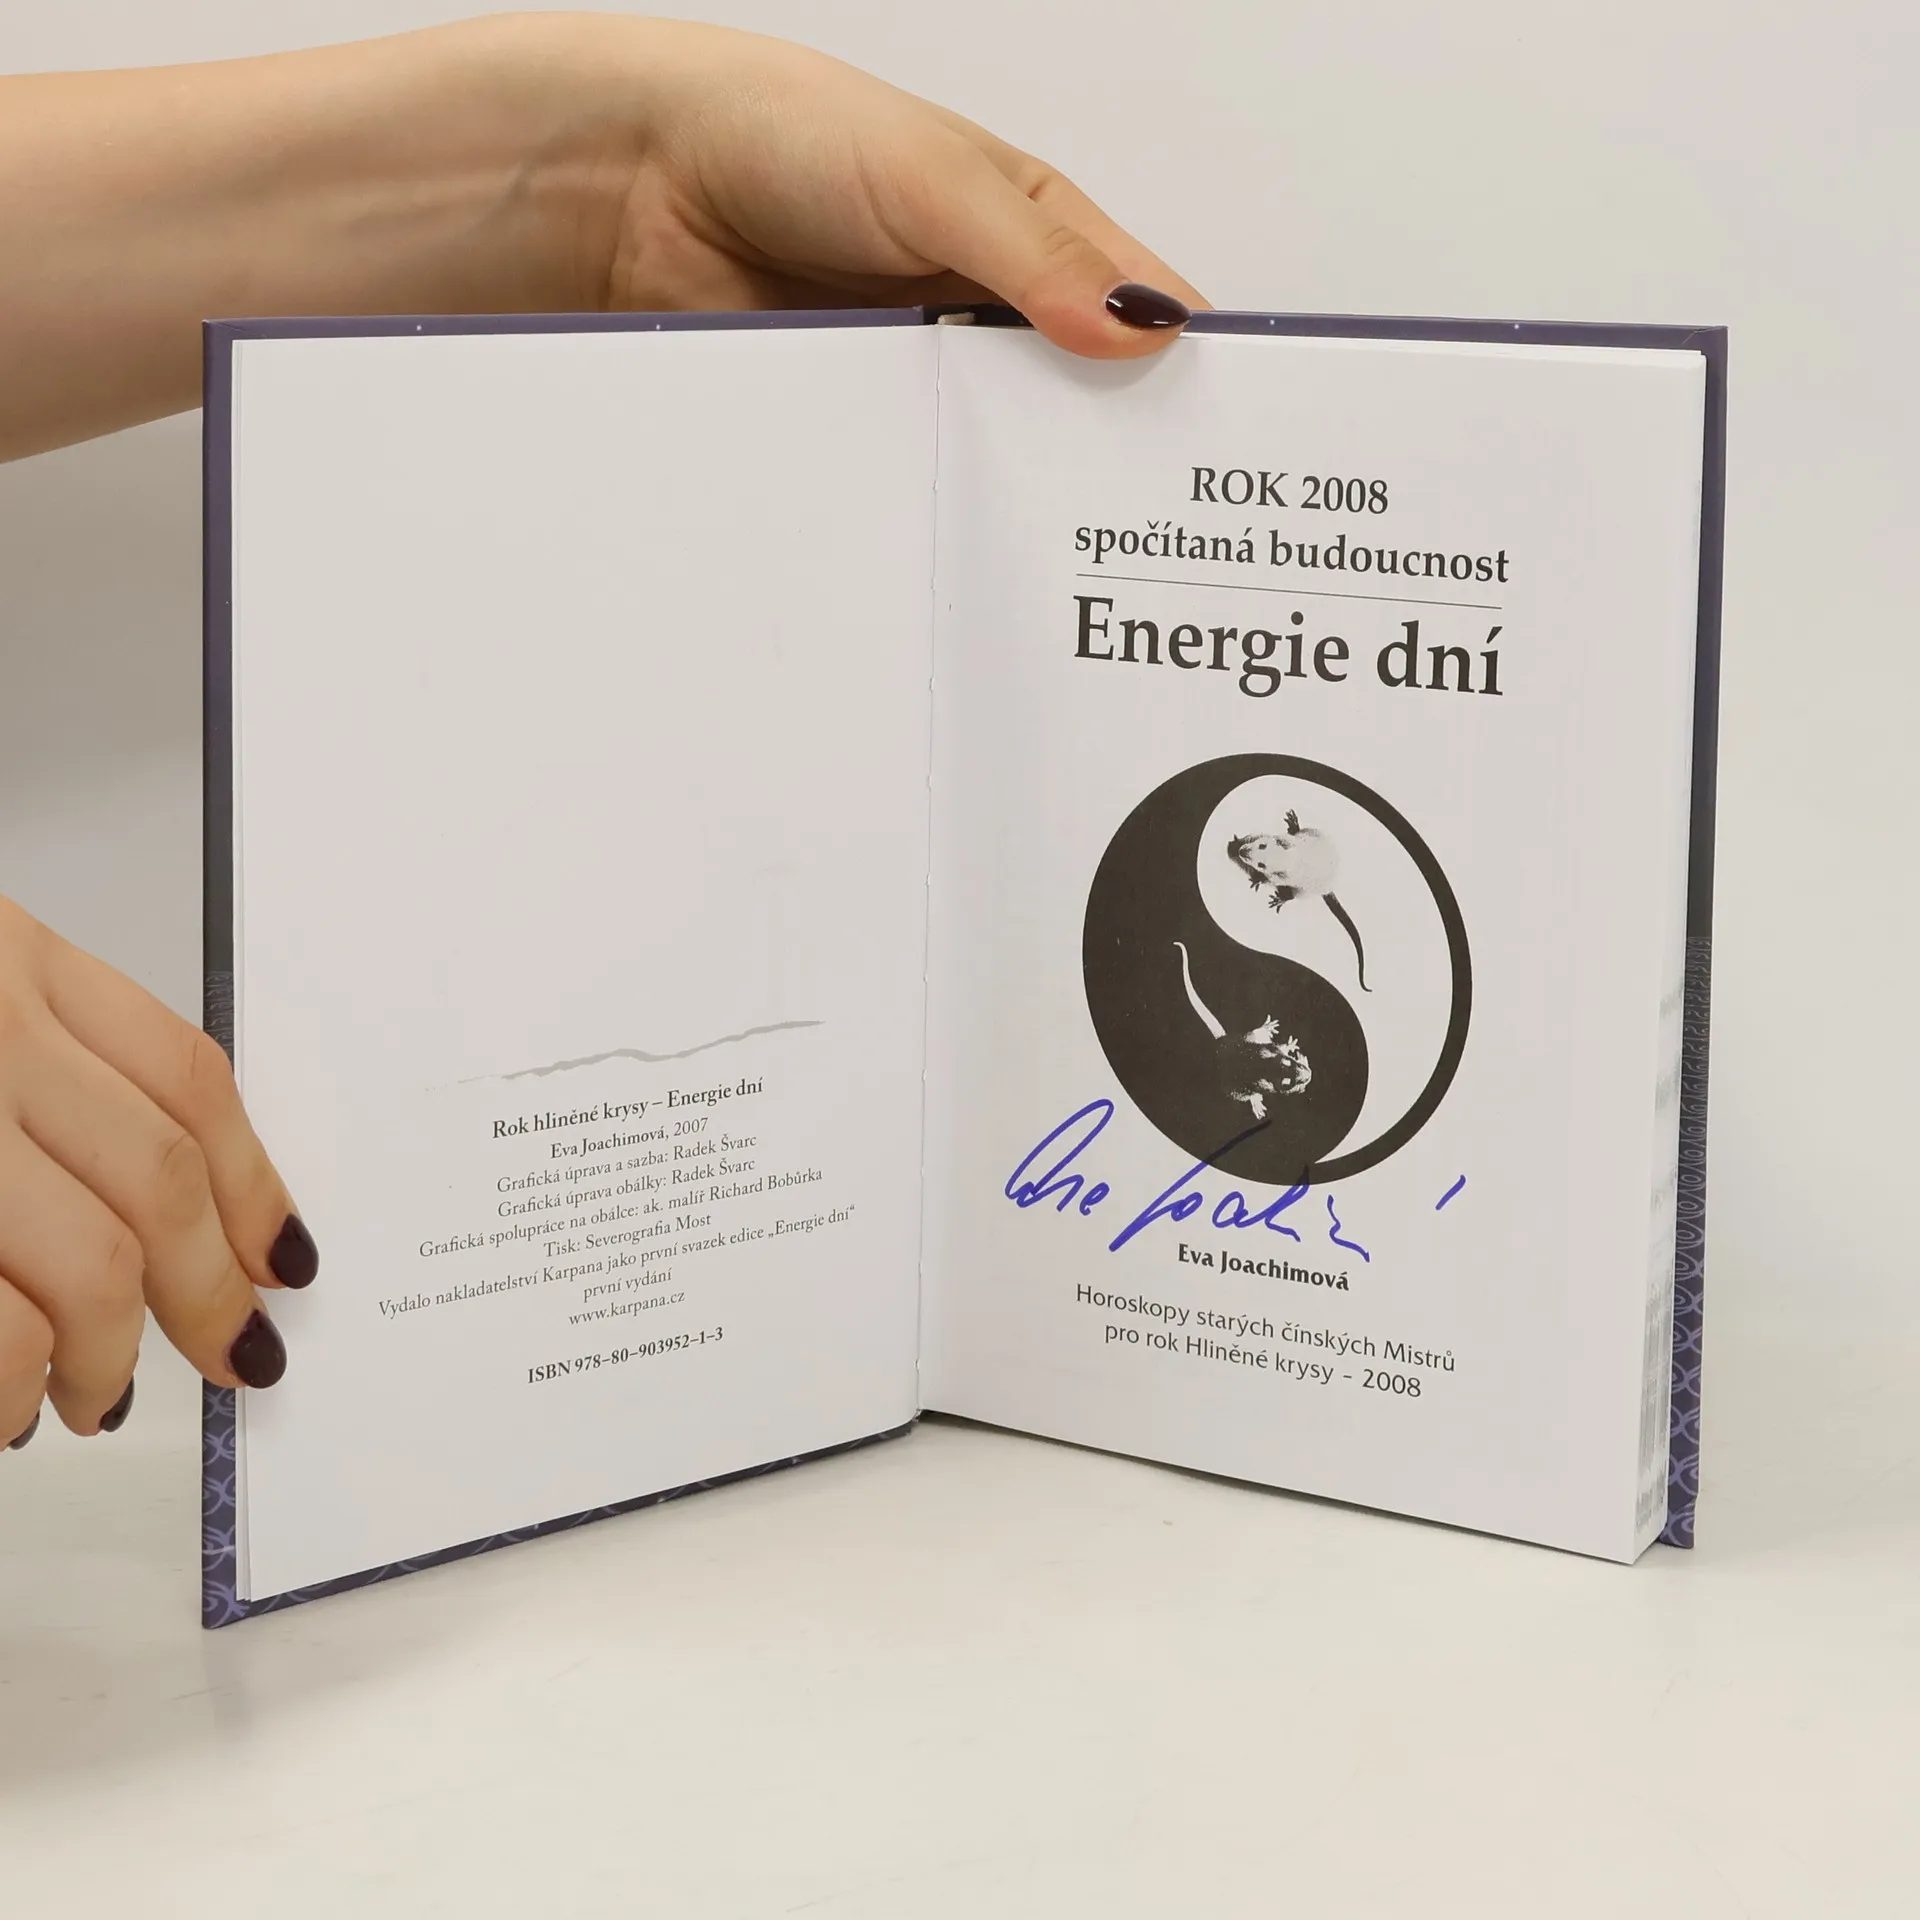 Rok hliněné krysy – Energie dní
Eva Joachimová, 2007
Grafická úprava a sazba: Radek Švarc
Grafická úprava obálky: Radek Švarc
Grafická spolupráce na obálce: ak. malíř Richard Bobůrka
Tisk: Severografia Most
Vydalo nakladatelství Karpana jako první svazek edice „Energie dní“
první vydání
www.karpana.cz
ISBN 978–80–903952–1–3
ROK 2008
spočítaná budoucnost
Energie dní
Eva Joachimová
Horoskopy starých čínských Mistrů
pro rok Hliněné krysy - 2008